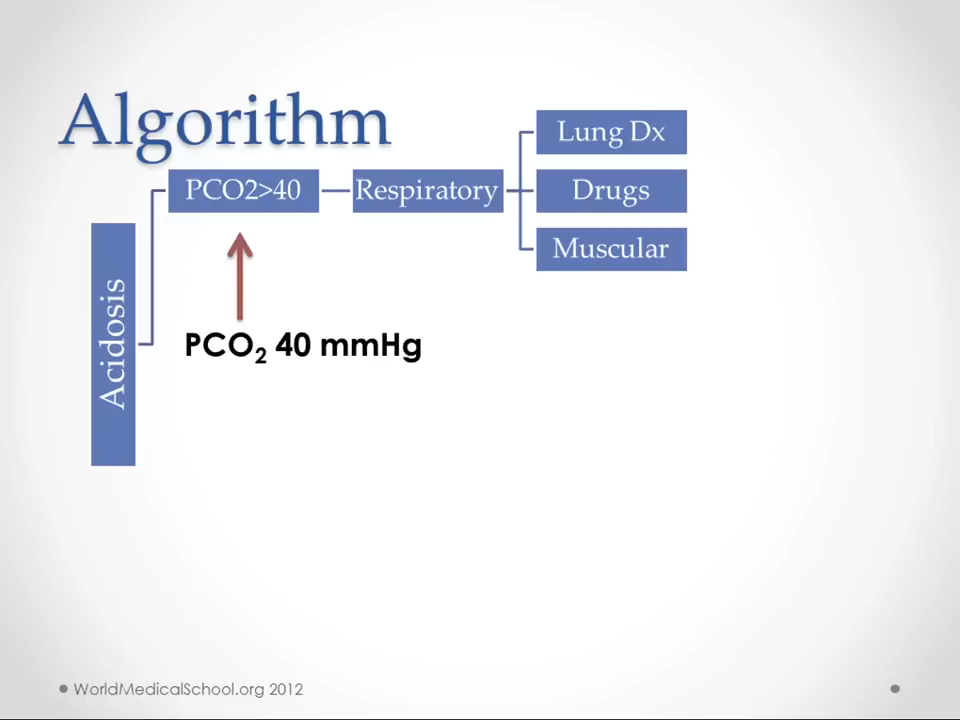 Algorithm
Acidosis
PCO2>40
Respiratory
Lung Dx
Drugs
Muscular
PCO₂ 40 mmHg
WorldMedicalSchool.org 2012